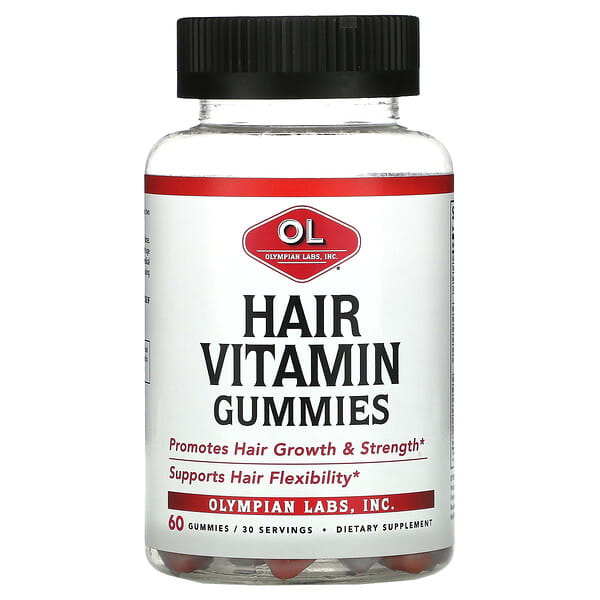 OL
OLYMPIAN LABS, INC.
HAIR
VITAMIN
GUMMIES
Promotes Hair Growth & Strength*
Supports Hair Flexibility*
OLYMPIAN LABS, INC.
60 GUMMIES / 30 SERVINGS • DIETARY SUPPLEMENT